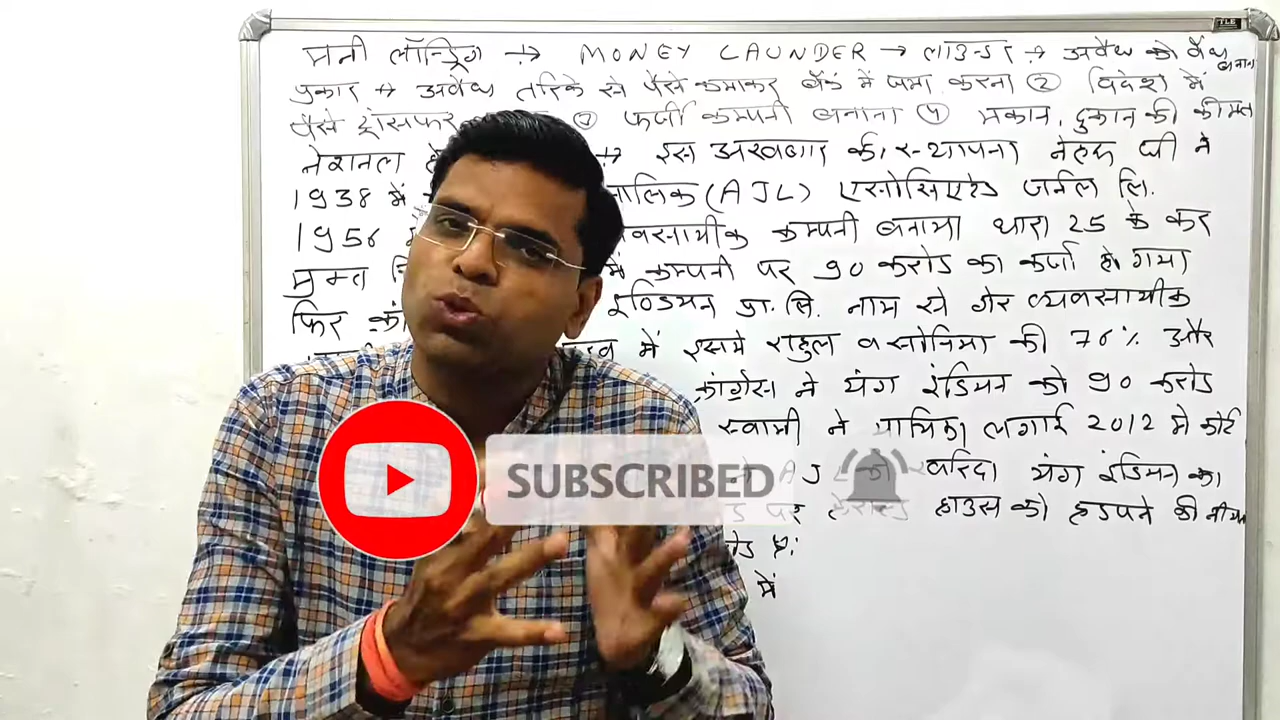 TLE
मनी लॉन्ड्रिग → MONEY LAUNDER → लाउन्डर → अवैध को वैध बनाना
प्रकार → अवैध तरिके से पैसे कमाकर बैंक में जमा करना ② विदेश में
पैसे ट्रांसफर ③ फर्जी कम्पनी बनाना ④ मकान, दुकान की कीमत
नेशनल → इस अखबार की स्थापना नेहरू जी ने
1938 में मालिक (AJL) एसोसिएटेड जर्नल लि.
1956 कम्पनी बनाया धारा 25 के कर
मुक्त में कम्पनी पर 90 करोड का कर्जा हो गया
फिर इण्डियन प्रा. लि. नाम से गेर व्यवसायीक
में इसमे राहुल व सोनिया की 76% और
कांग्रेस ने यंग इंडियन को 90 करोड
स्वामी ने याचिका लगाई 2012 मे कोर्ट
AJL को खरिदा यंग इंडियन का
पर हेराल्ड हाउस को हडपने की नीयत
में
SUBSCRIBED